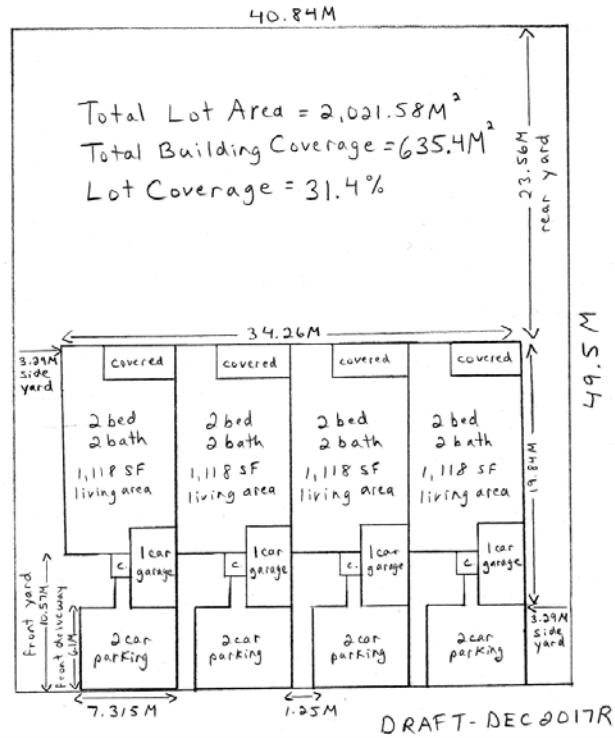 40.84M
Total Lot Area = 2,021.58M²
Total Building Coverage = 635.4M²
Lot Coverage = 31.4%
23.56M
rear yard
49.5 M
34.26M
3.29M
side
yard
covered
covered
covered
covered
2 bed
2 bath
1,118 SF
living area
2 bed
2 bath
1,118 SF
living area
2 bed
2 bath
1,118 SF
living area
2 bed
2 bath
1,118 SF
living area
19.84M
c.
1 car
garage
c.
1 car
garage
c.
1 car
garage
c.
1 car
garage
Front yard
10.57M
Front driveway
6.1M
2 car
parking
2 car
parking
2 car
parking
2 car
parking
3.29M
side
yard
7.315M
1.25M
DRAFT-DEC 2017R